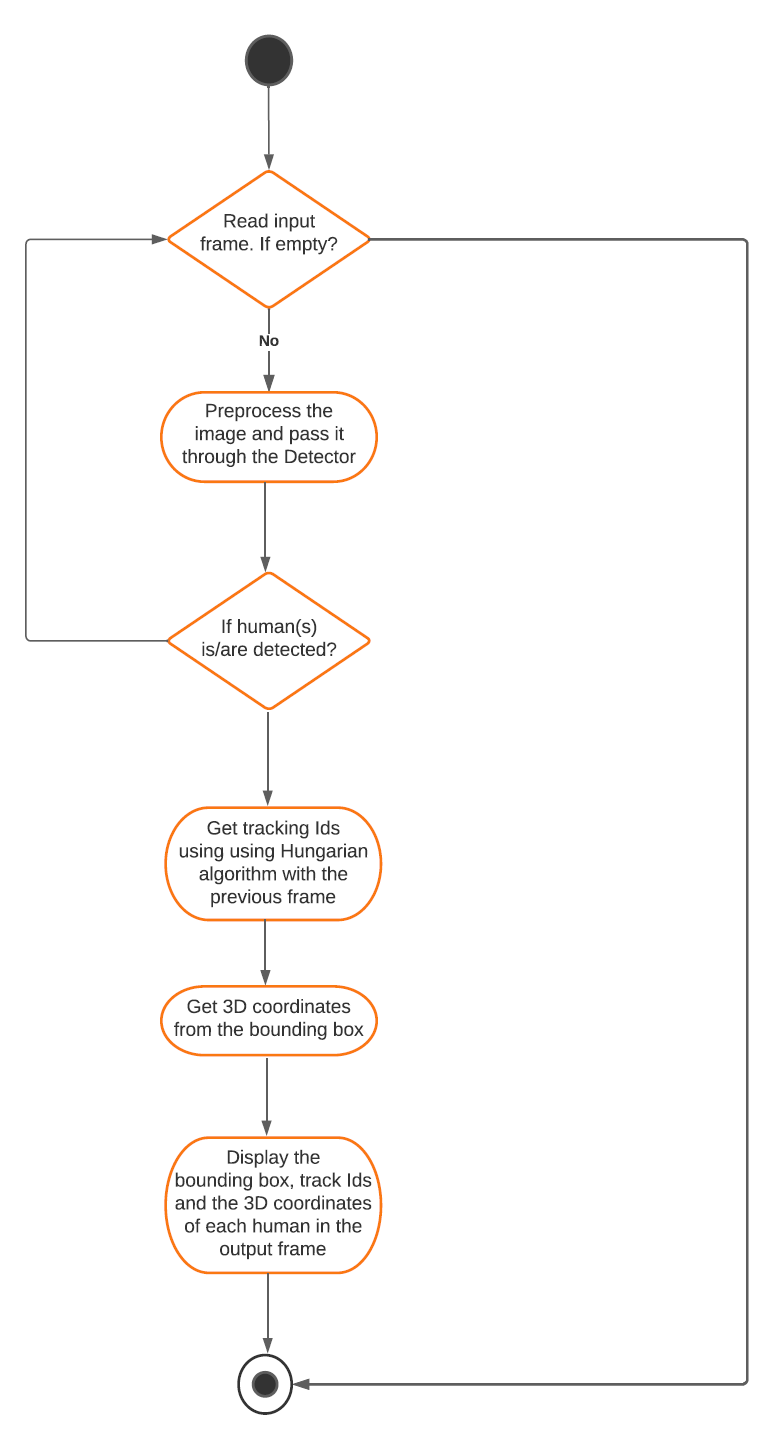 Read input
frame. If empty?
No
Preprocess the
image and pass it
through the Detector
If human(s)
is/are detected?
Get tracking Ids
using using Hungarian
algorithm with the
previous frame
Get 3D coordinates
from the bounding box
Display the
bounding box, track Ids
and the 3D coordinates
of each human in the
output frame